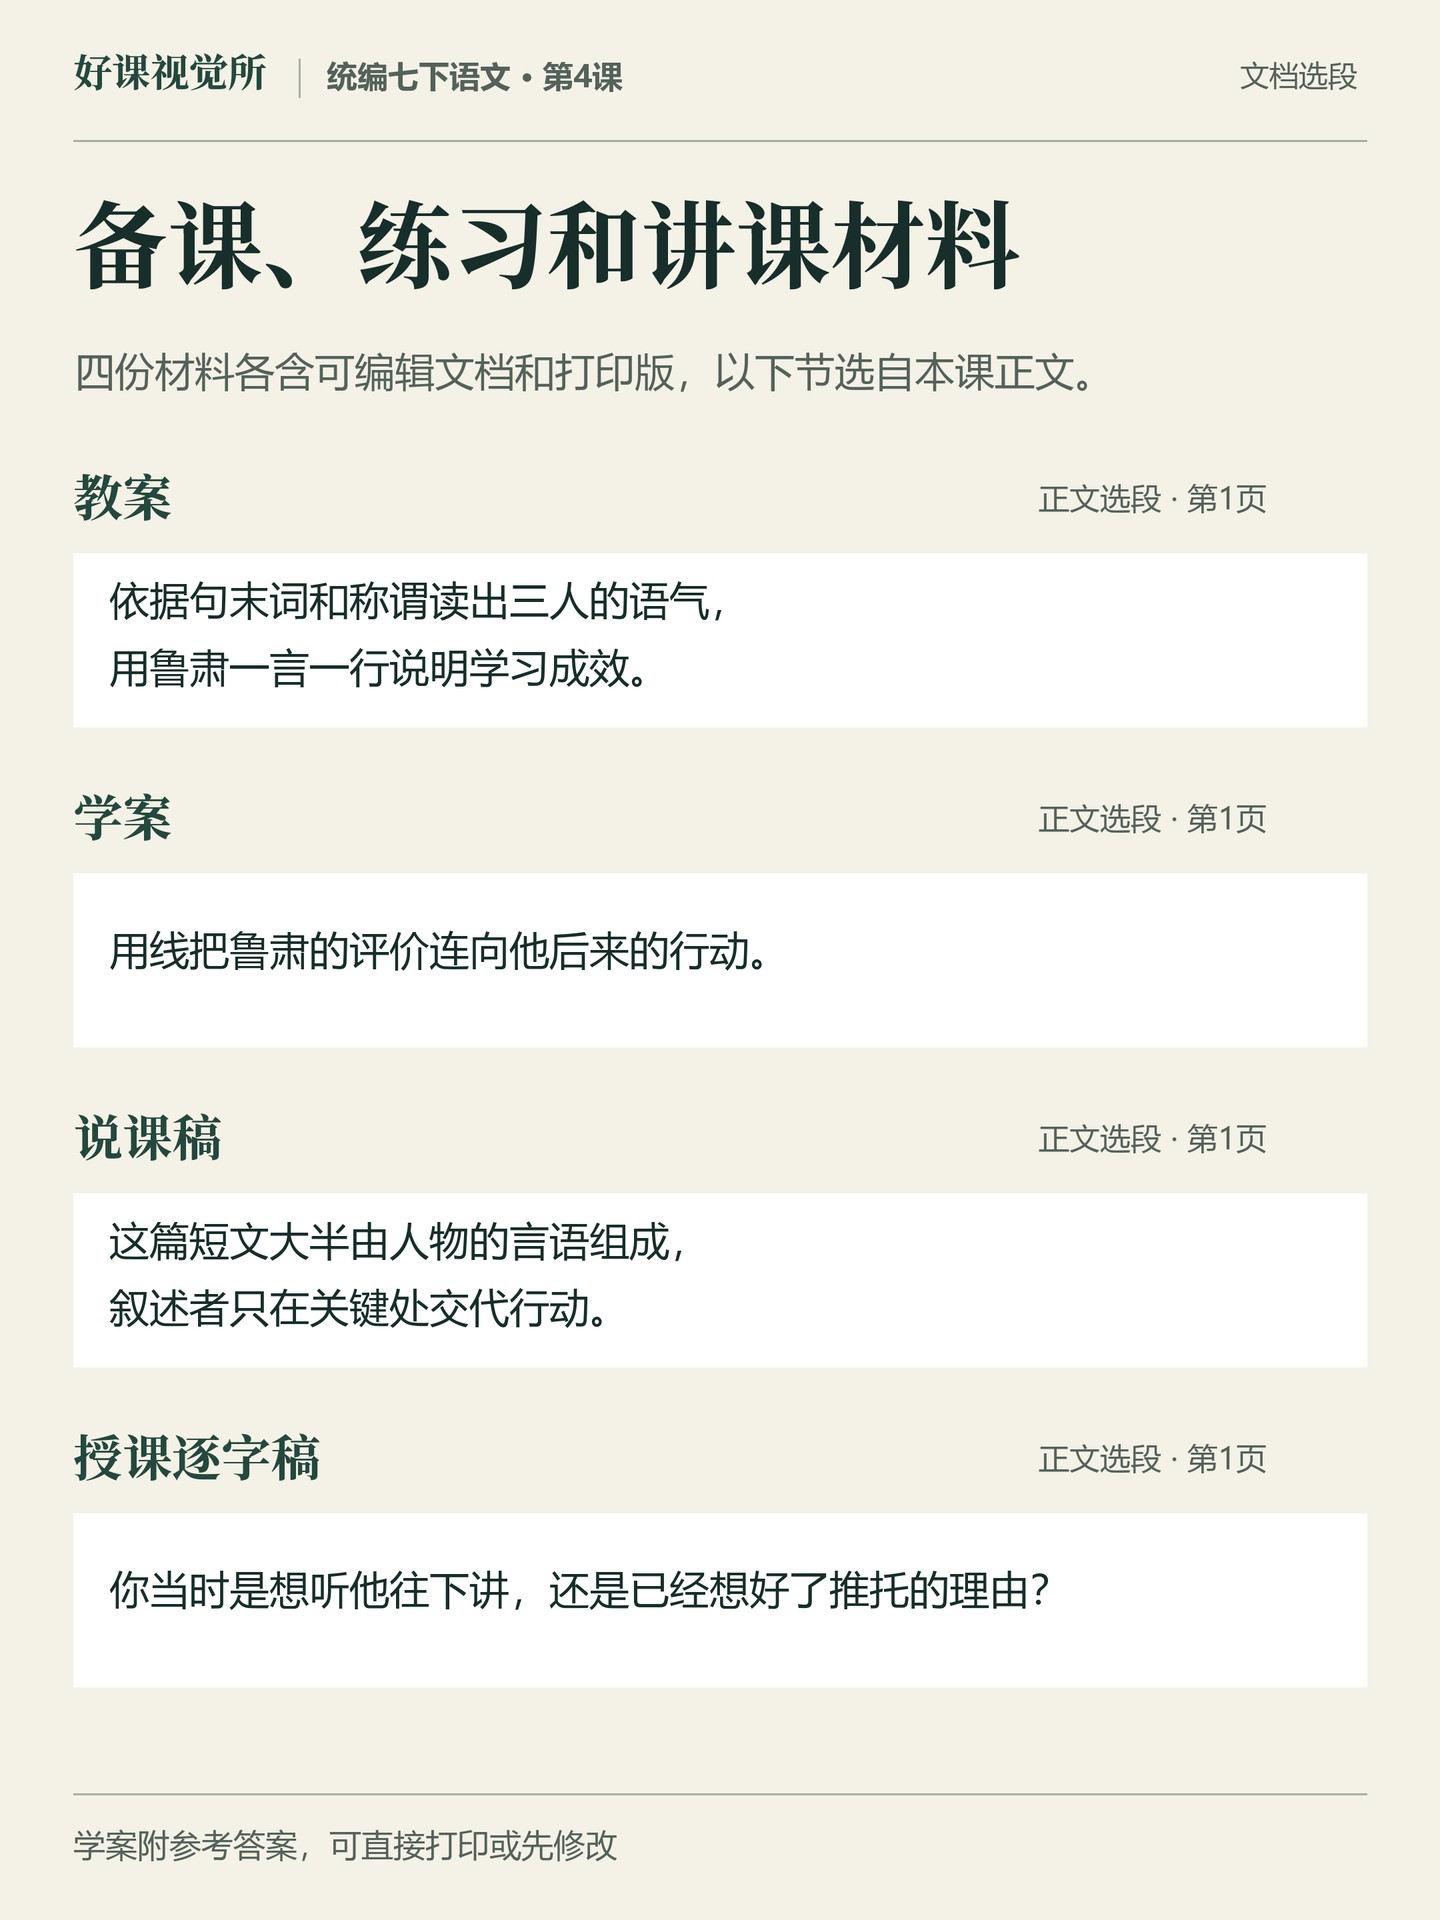 好课视觉所 | 统编七下语文·第4课 文档选段
备课、练习和讲课材料
四份材料各含可编辑文档和打印版，以下节选自本课正文。
教案 正文选段·第1页
依据句末词和称谓读出三人的语气，
用鲁肃一言一行说明学习成效。
学案 正文选段·第1页
用线把鲁肃的评价连向他后来的行动。
说课稿 正文选段·第1页
这篇短文大半由人物的言语组成，
叙述者只在关键处交代行动。
授课逐字稿 正文选段·第1页
你当时是想听他往下讲，还是已经想好了推托的理由？
学案附参考答案，可直接打印或先修改